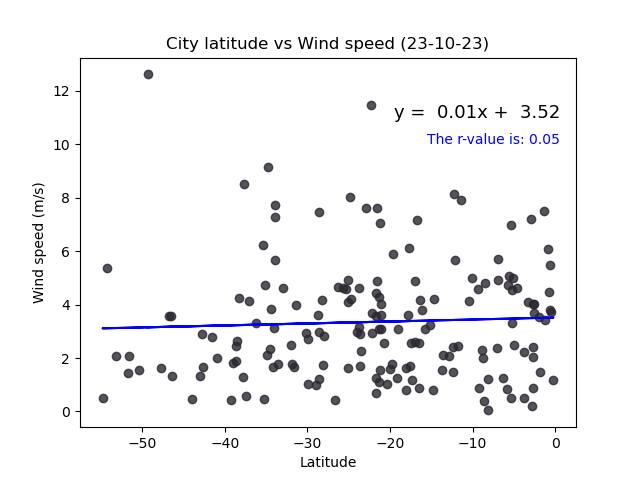 City latitude vs Wind speed (23-10-23)
12
y = 0.01x + 3.52
The r-value is: 0.05
10
8
6
4
2
0
Wind speed (m/s)
−50 −40 −30 −20 −10 0
Latitude